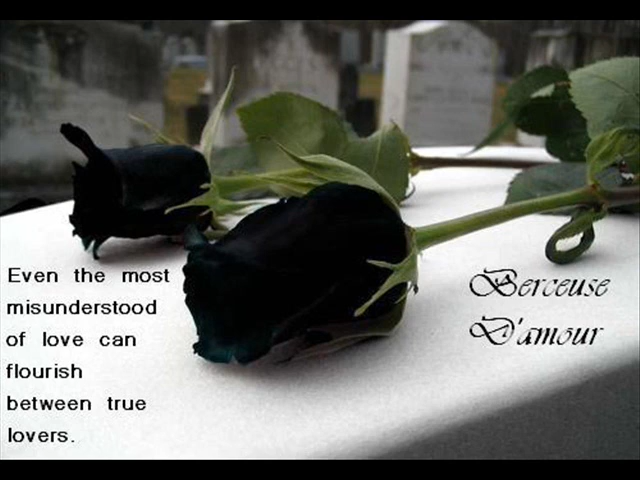 Even the most
misunderstood
of love can
flourish
between true
lovers.
Berceuse
D'amour